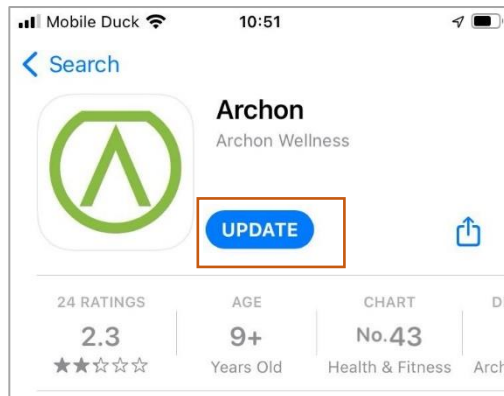 Mobile Duck 10:51
Search
Archon
Archon Wellness
UPDATE
24 RATINGS AGE CHART D
2.3 9+ No.43
Years Old Health & Fitness Arch